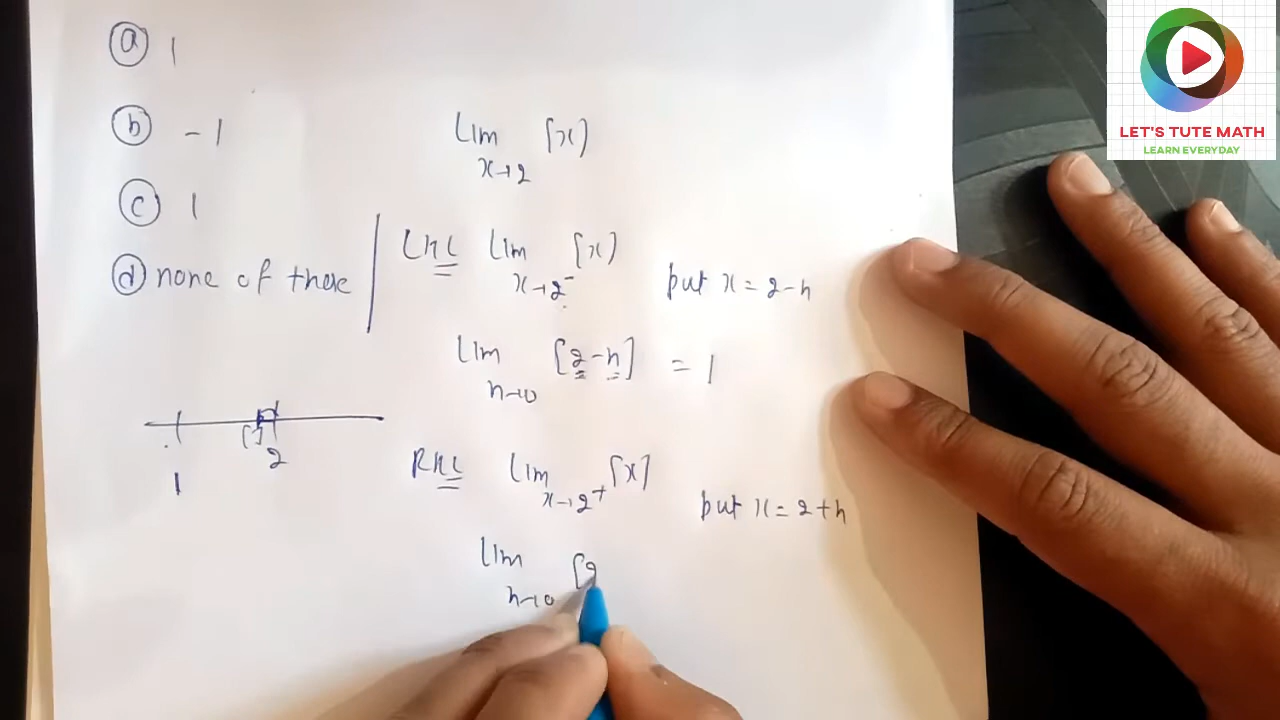 (a) 1
(b) -1
(c) 1
(d) none of these
Lim [x]
x→2
LHL Lim [x]
x→2⁻
put x = 2-h
Lim [2-h] = 1
h→0
[ ]
1 2
RHL Lim [x]
x→2⁺
put x = 2+h
Lim [2
h→0
LET'S TUTE MATH
LEARN EVERYDAY